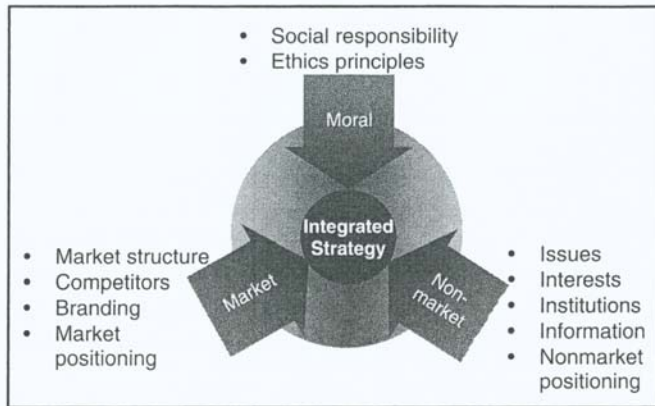 • Social responsibility
• Ethics principles
Moral
Integrated
Strategy
• Market structure
• Competitors
• Branding
• Market
positioning
Market
Non-
market
• Issues
• Interests
• Institutions
• Information
• Nonmarket
positioning